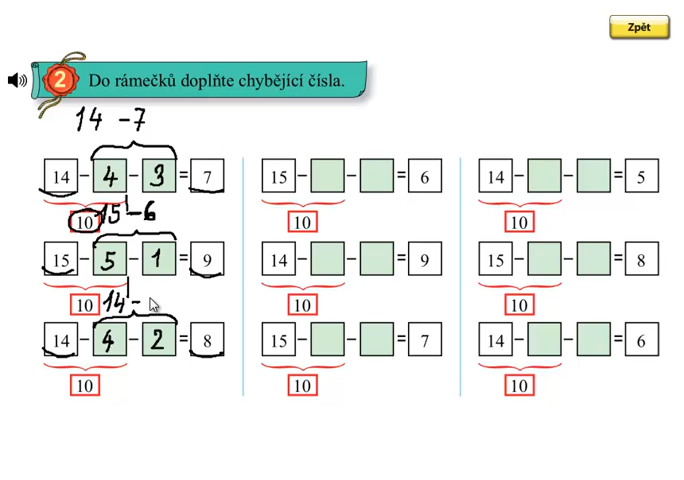 Zpět
2 Do rámečků doplňte chybějící čísla.
14 - 7
14 - 4 - 3 = 7 15 - - = 6 14 - - = 5
10 15 - 6 10 10
15 - 5 - 1 = 9 14 - - = 9 15 - - = 8
10 14 - 10 10
14 - 4 - 2 = 8 15 - - = 7 14 - - = 6
10 10 10